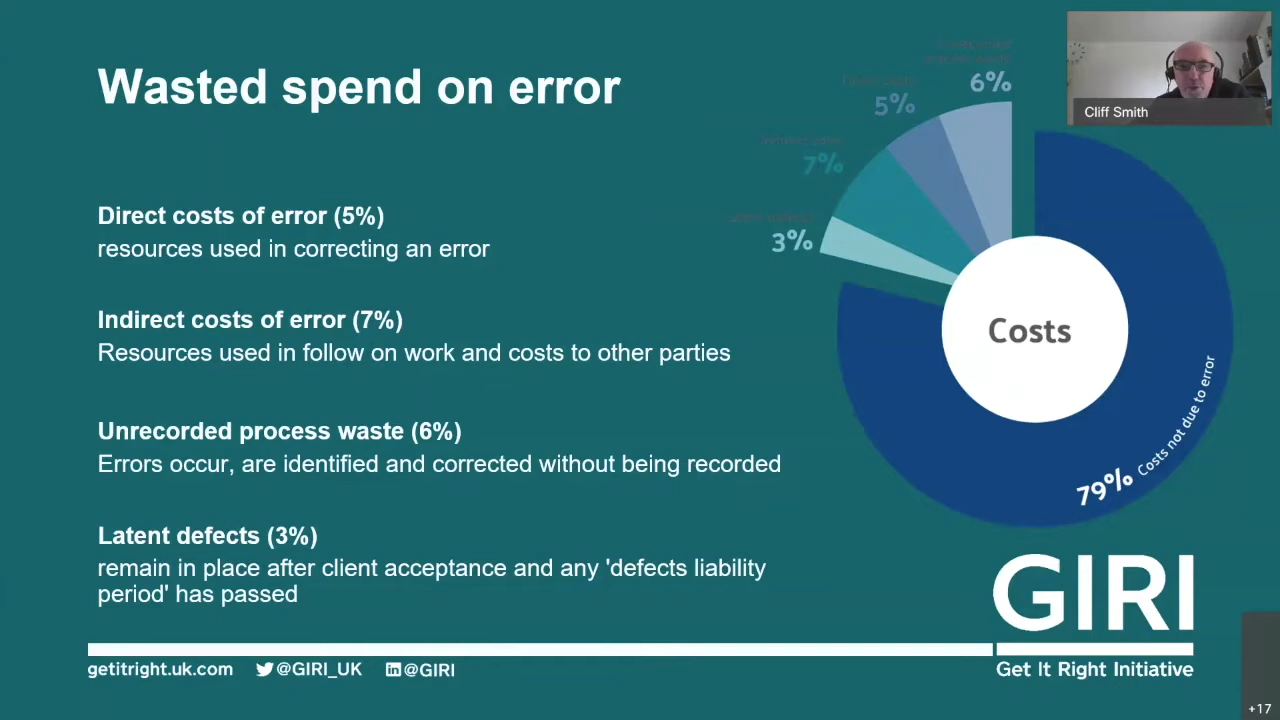 Wasted spend on error
Direct costs of error (5%)
resources used in correcting an error
Indirect costs of error (7%)
Resources used in follow on work and costs to other parties
Unrecorded process waste (6%)
Errors occur, are identified and corrected without being recorded
Latent defects (3%)
remain in place after client acceptance and any 'defects liability
period' has passed
6%
5%
7%
3%
Costs
79% Costs not due to error
Cliff Smith
GIRI
Get It Right Initiative
getitright.uk.com
@GIRI_UK
in @GIRI
+17